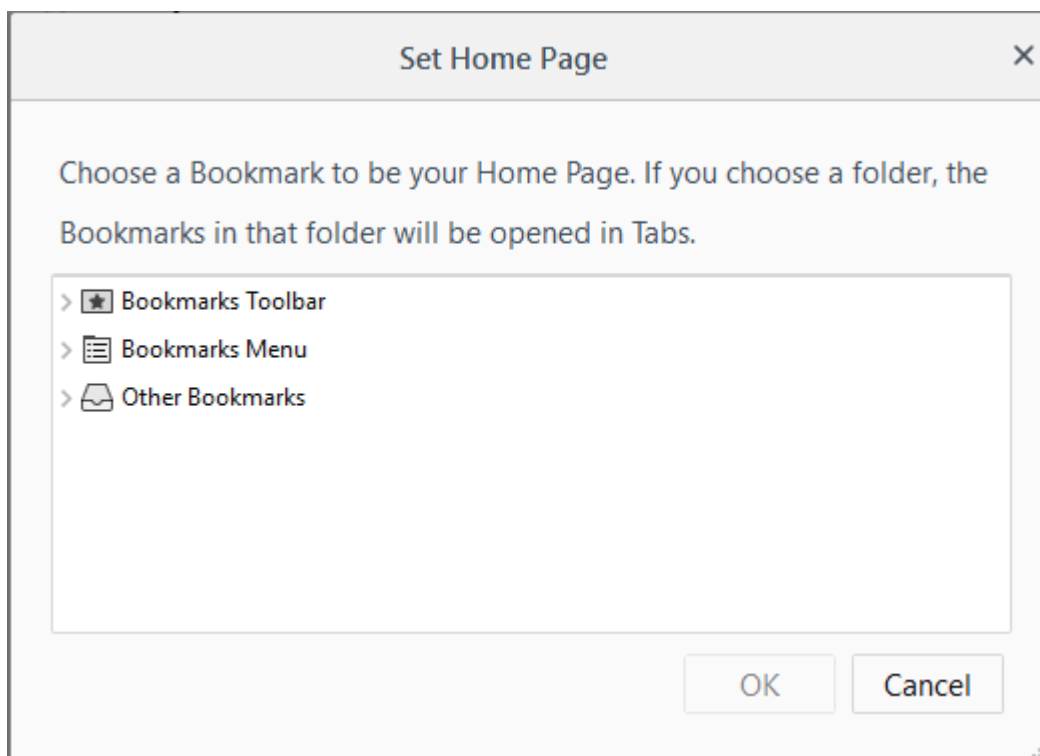 Set Home Page
Choose a Bookmark to be your Home Page. If you choose a folder, the
Bookmarks in that folder will be opened in Tabs.
Bookmarks Toolbar
Bookmarks Menu
Other Bookmarks
OK
Cancel